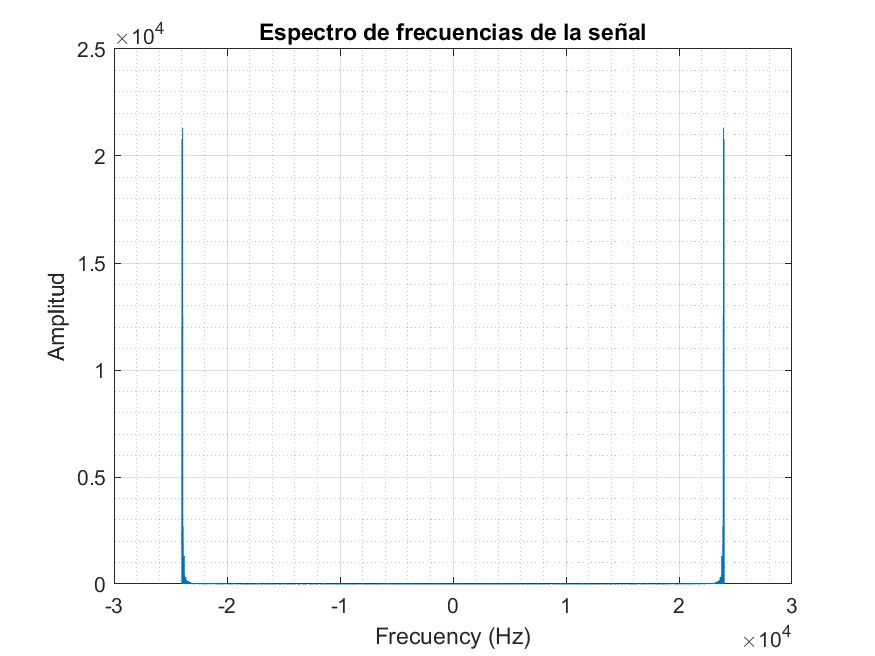 Espectro de frecuencias de la señal
×10⁴
2.5
2
1.5
1
0.5
0
Amplitud
-3 -2 -1 0 1 2 3
Frecuency (Hz)
×10⁴